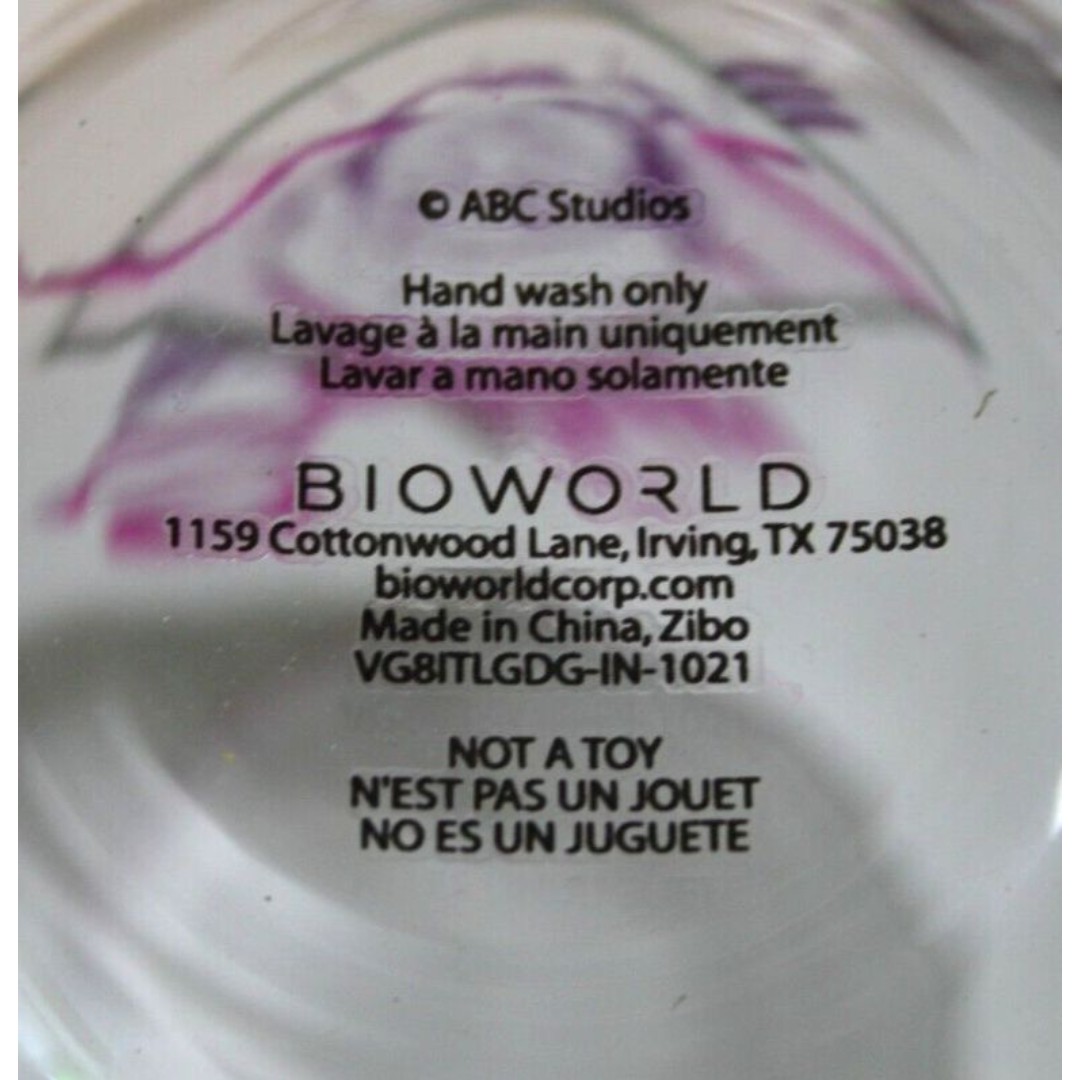 © ABC Studios
Hand wash only
Lavage à la main uniquement
Lavar a mano solamente
BIOWORLD
1159 Cottonwood Lane, Irving, TX 75038
bioworldcorp.com
Made in China, Zibo
VG8ITLGDG-IN-1021
NOT A TOY
N'EST PAS UN JOUET
NO ES UN JUGUETE